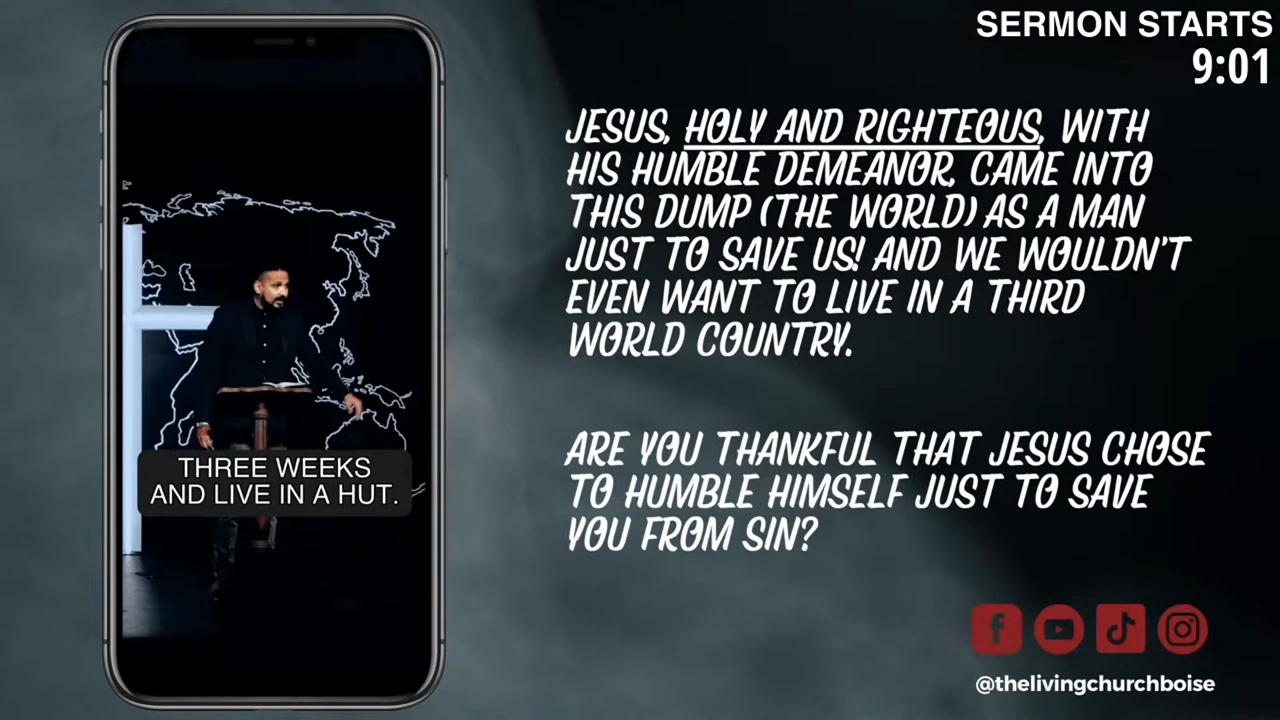 SERMON STARTS
9:01
JESUS, HOLY AND RIGHTEOUS, WITH
HIS HUMBLE DEMEANOR, CAME INTO
THIS DUMP (THE WORLD) AS A MAN
JUST TO SAVE US! AND WE WOULDN'T
EVEN WANT TO LIVE IN A THIRD
WORLD COUNTRY.
ARE YOU THANKFUL THAT JESUS CHOSE
TO HUMBLE HIMSELF JUST TO SAVE
YOU FROM SIN?
THREE WEEKS
AND LIVE IN A HUT.
@thelivingchurchboise